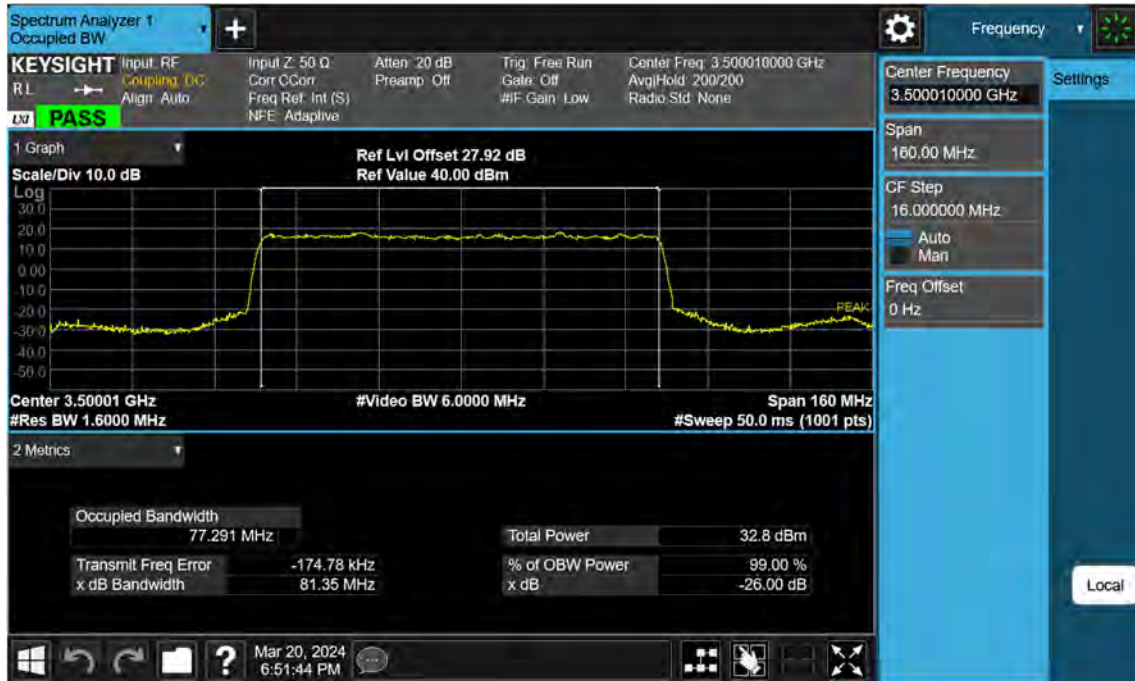 Spectrum Analyzer 1
Occupied BW
Frequency
KEYSIGHT
RL
LXI
PASS
Input: RF
Coupling: DC
Align: Auto
Input Z: 50 Ω
Corr CCorr
Freq Ref: Int (S)
NFE: Adaptive
Atten: 20 dB
Preamp: Off
Trig: Free Run
Gate: Off
#IF Gain: Low
Center Freq: 3.500010000 GHz
Avg|Hold: 200/200
Radio Std: None
Center Frequency
3.500010000 GHz
Settings
Span
160.00 MHz
CF Step
16.000000 MHz
Auto
Man
Freq Offset
0 Hz
1 Graph
Scale/Div 10.0 dB
Ref Lvl Offset 27.92 dB
Ref Value 40.00 dBm
Log
30.0
20.0
10.0
0.00
-10.0
-20.0
-30.0
-40.0
-50.0
PEAK
Center 3.50001 GHz
#Video BW 6.0000 MHz
Span 160 MHz
#Res BW 1.6000 MHz
#Sweep 50.0 ms (1001 pts)
2 Metrics
Occupied Bandwidth
77.291 MHz
Total Power 32.8 dBm
Transmit Freq Error -174.78 kHz
% of OBW Power 99.00 %
x dB Bandwidth 81.35 MHz
x dB -26.00 dB
Local
?
Mar 20, 2024
6:51:44 PM